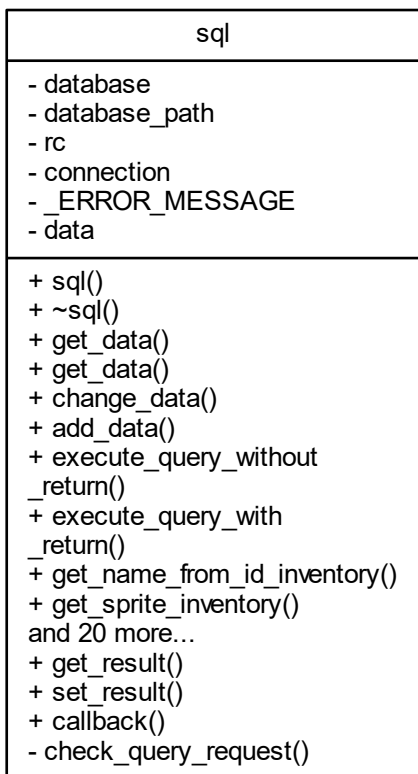 sql
- database
- database_path
- rc
- connection
- _ERROR_MESSAGE
- data
+ sql()
+ ~sql()
+ get_data()
+ get_data()
+ change_data()
+ add_data()
+ execute_query_without
_return()
+ execute_query_with
_return()
+ get_name_from_id_inventory()
+ get_sprite_inventory()
and 20 more...
+ get_result()
+ set_result()
+ callback()
- check_query_request()